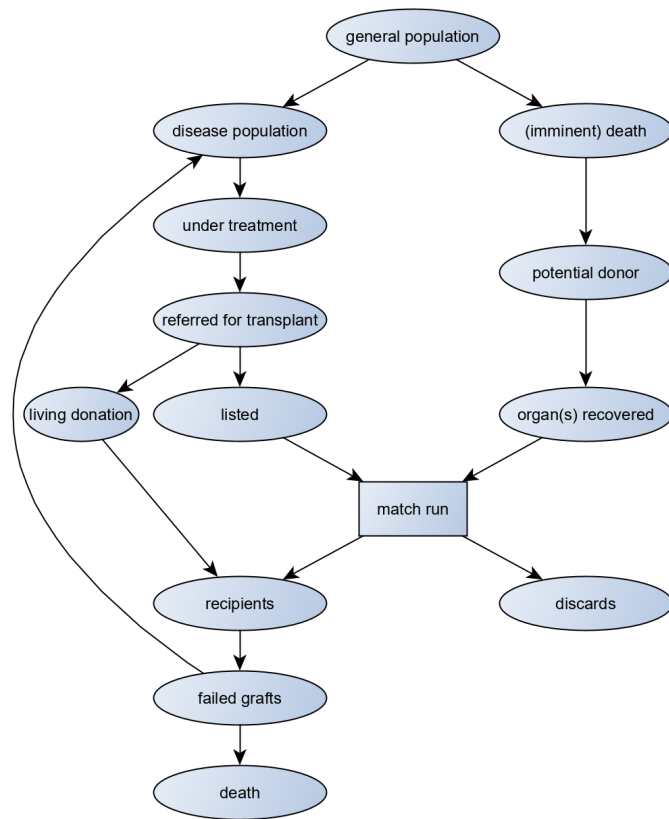 general population
disease population
(imminent) death
under treatment
potential donor
referred for transplant
living donation
listed
organ(s) recovered
match run
recipients
discards
failed grafts
death